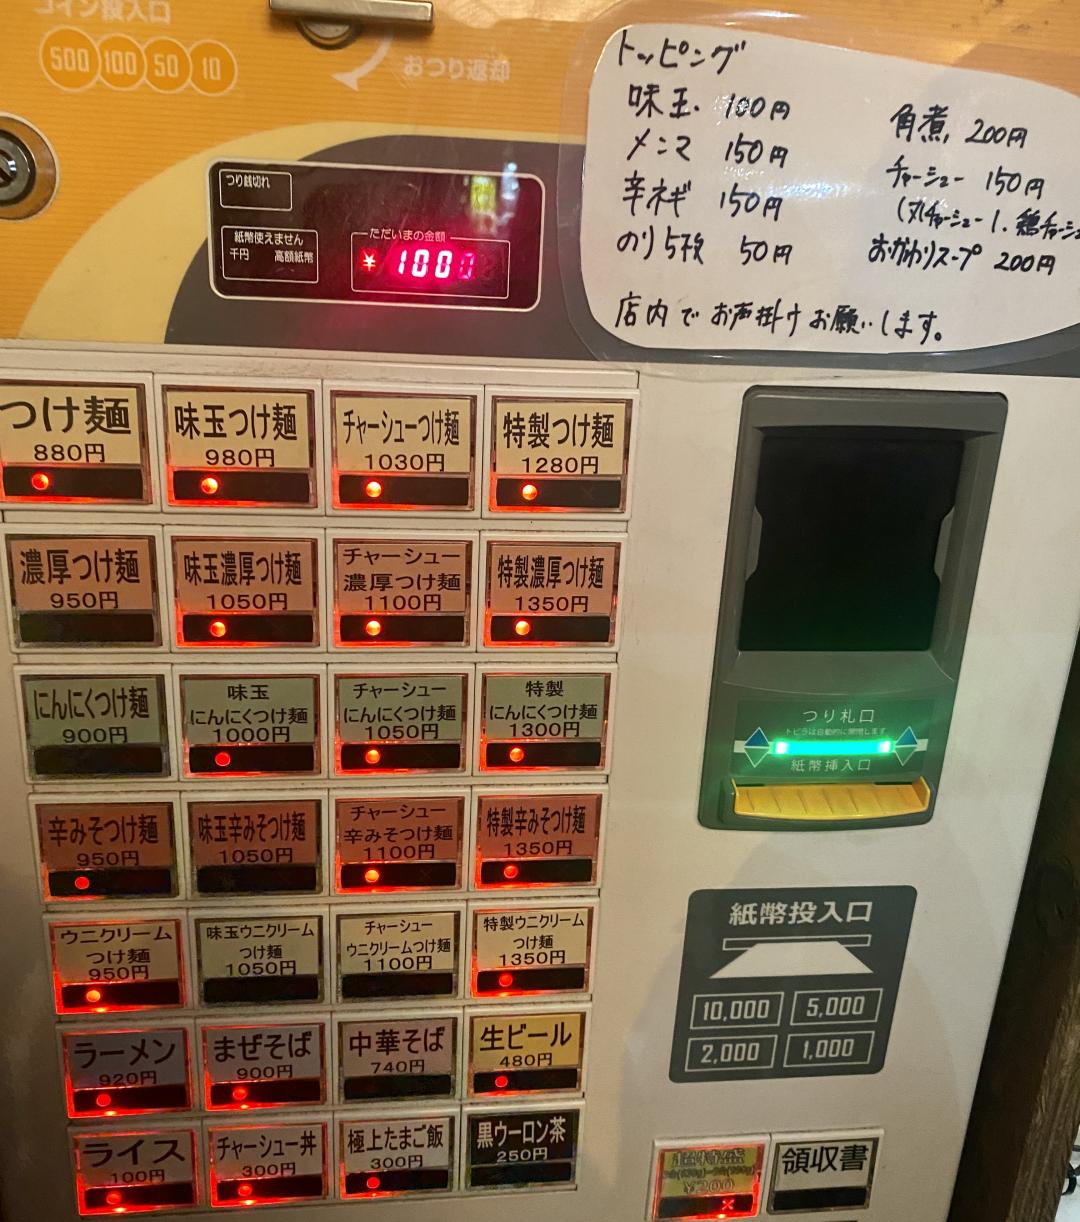 コイン投入口
500 100 50 10
おつり返却
つり銭切れ
紙幣使えません
千円 高額紙幣
ただいまの金額
¥ 1000
トッピング
味玉. 100円
メンマ 150円
辛ネギ 150円
のり5枚 50円
角煮 200円
チャーシュー 150円
おかわりスープ 200円
店内でお声掛けお願いします。
つけ麺
880円
味玉つけ麺
980円
チャーシューつけ麺
1030円
特製つけ麺
1280円
濃厚つけ麺
950円
味玉濃厚つけ麺
1050円
チャーシュー
濃厚つけ麺
1100円
特製濃厚つけ麺
1350円
にんにくつけ麺
900円
味玉
にんにくつけ麺
1000円
チャーシュー
にんにくつけ麺
1050円
特製
にんにくつけ麺
1300円
辛みそつけ麺
950円
味玉辛みそつけ麺
1050円
チャーシュー
辛みそつけ麺
1100円
特製辛みそつけ麺
1350円
ウニクリーム
つけ麺
950円
味玉ウニクリーム
つけ麺
1050円
チャーシュー
ウニクリームつけ麺
1100円
特製ウニクリーム
つけ麺
1350円
ラーメン
920円
まぜそば
900円
中華そば
740円
生ビール
480円
ライス
100円
チャーシュー丼
300円
極上たまご飯
300円
黒ウーロン茶
250円
つり札口
トビラは自動的に開閉します
紙幣挿入口
紙幣投入口
10,000 5,000
2,000 1,000
超特盛
¥200
領収書